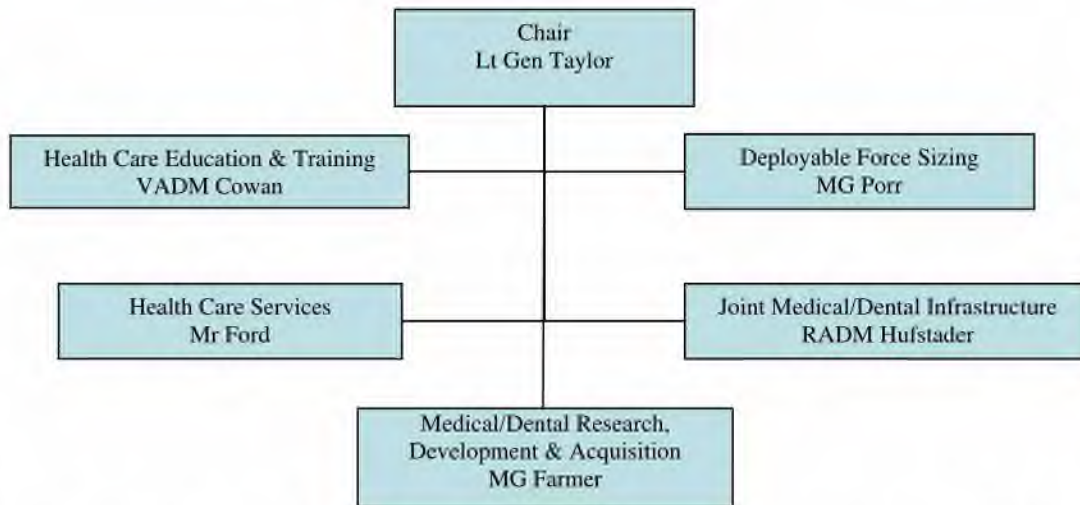 Chair
Lt Gen Taylor
Health Care Education & Training
VADM Cowan
Deployable Force Sizing
MG Porr
Health Care Services
Mr Ford
Joint Medical/Dental Infrastructure
RADM Hufstader
Medical/Dental Research,
Development & Acquisition
MG Farmer